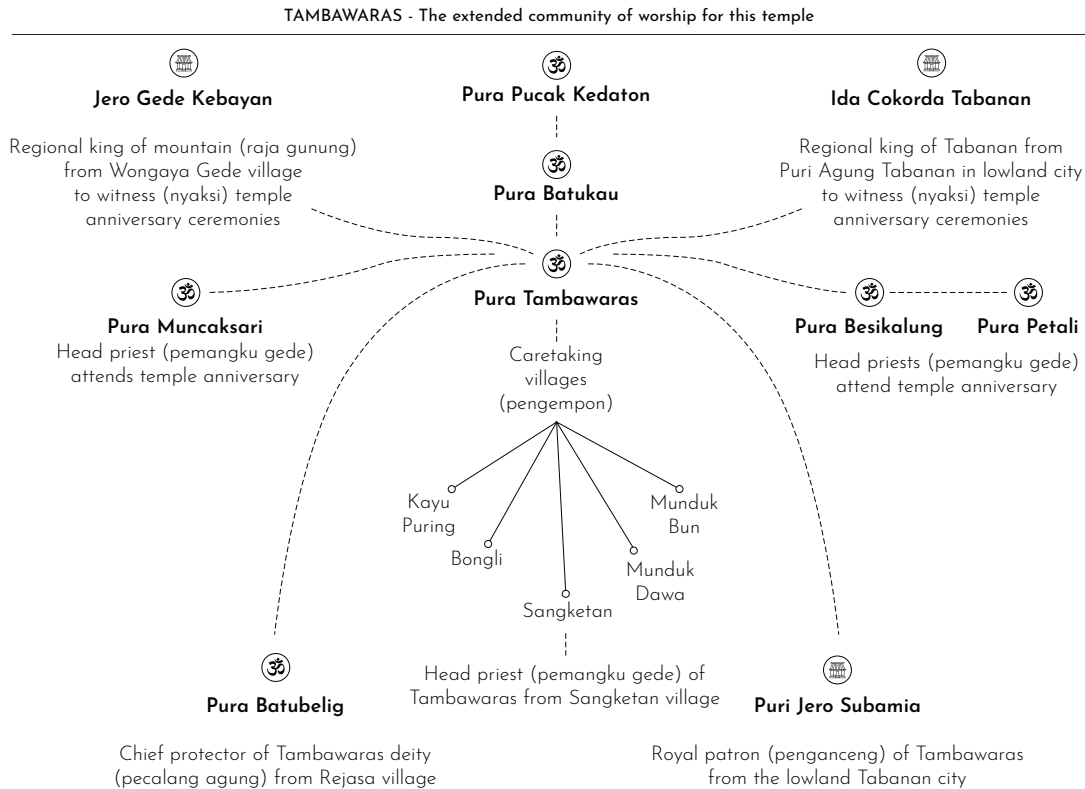 TAMBAWARAS - The extended community of worship for this temple
ॐ
Jero Gede Kebayan
Pura Pucak Kedaton
Ida Cokorda Tabanan
Regional king of mountain (raja gunung)
from Wongaya Gede village
to witness (nyaksi) temple
anniversary ceremonies
ॐ
Pura Batukau
Regional king of Tabanan from
Puri Agung Tabanan in lowland city
to witness (nyaksi) temple
anniversary ceremonies
ॐ
Pura Tambawaras
ॐ
Pura Muncaksari
Head priest (pemangku gede)
attends temple anniversary
ॐ
Pura Besikalung
ॐ
Pura Petali
Head priests (pemangku gede)
attend temple anniversary
Caretaking
villages
(pengempon)
Kayu
Puring
Bongli
Sangketan
Munduk
Dawa
Munduk
Bun
Head priest (pemangku gede) of
Tambawaras from Sangketan village
ॐ
Pura Batubelig
Chief protector of Tambawaras deity
(pecalang agung) from Rejasa village
Puri Jero Subamia
Royal patron (penganceng) of Tambawaras
from the lowland Tabanan city